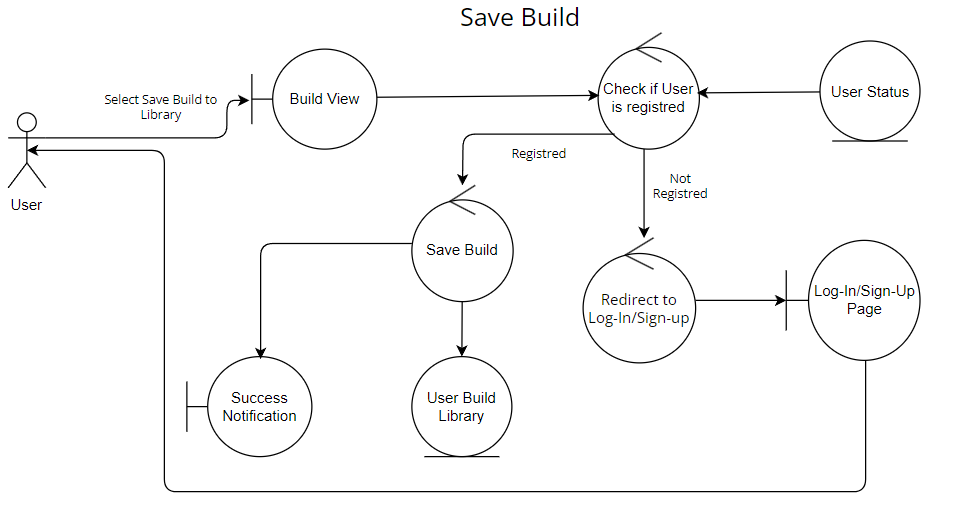 Save Build
Select Save Build to
Library
Build View
Check if User
is registred
User Status
User
Registred
Not
Registred
Save Build
Redirect to
Log-In/Sign-up
Log-In/Sign-Up
Page
Success
Notification
User Build
Library